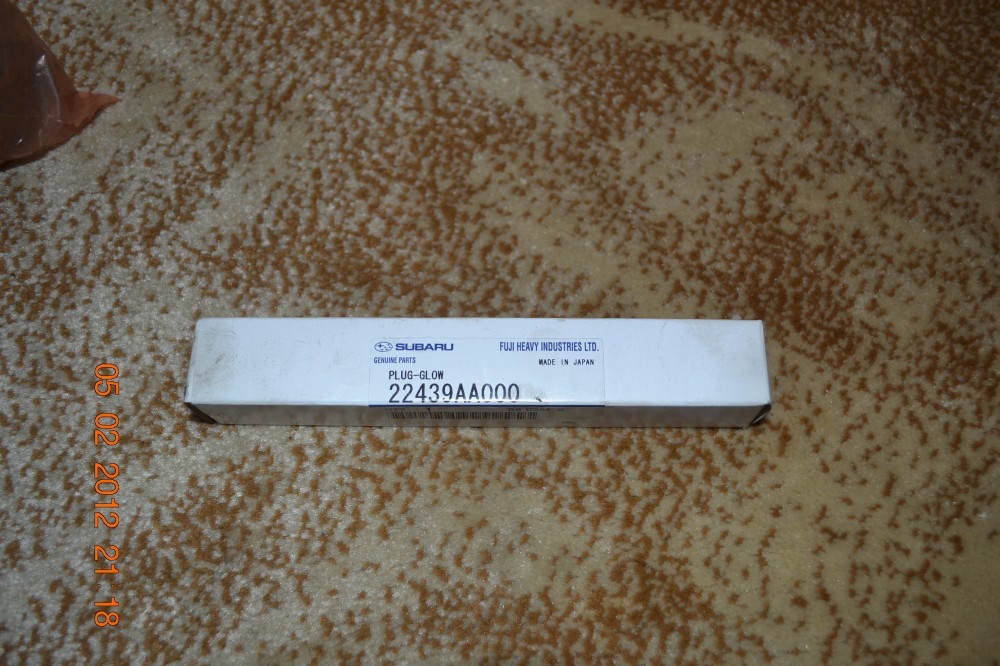 SUBARU FUJI HEAVY INDUSTRIES LTD.
GENUINE PARTS MADE IN JAPAN
PLUG-GLOW
22439AA000
05 02 2012 21 18